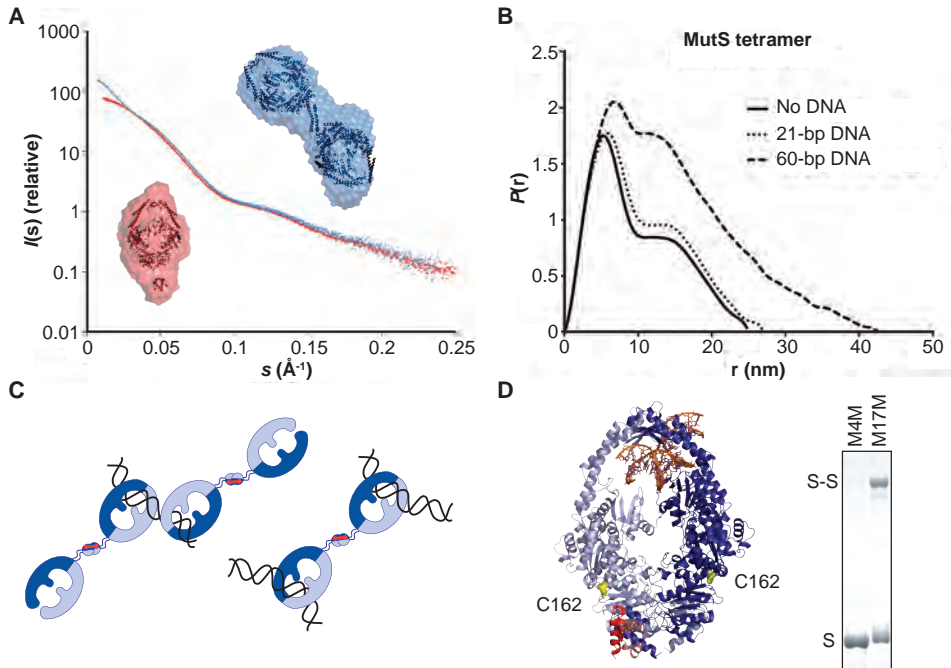 A
1000
100
10
1
0.1
0.01
I(s) (relative)
0
0.05
0.1
0.15
0.2
0.25
s (Å-1)
B
MutS tetramer
2.5
2
1.5
1
0.5
0
P(r)
No DNA
21-bp DNA
60-bp DNA
0
10
20
30
40
50
r (nm)
C
D
C162
C162
M4M
M17M
S-S
S